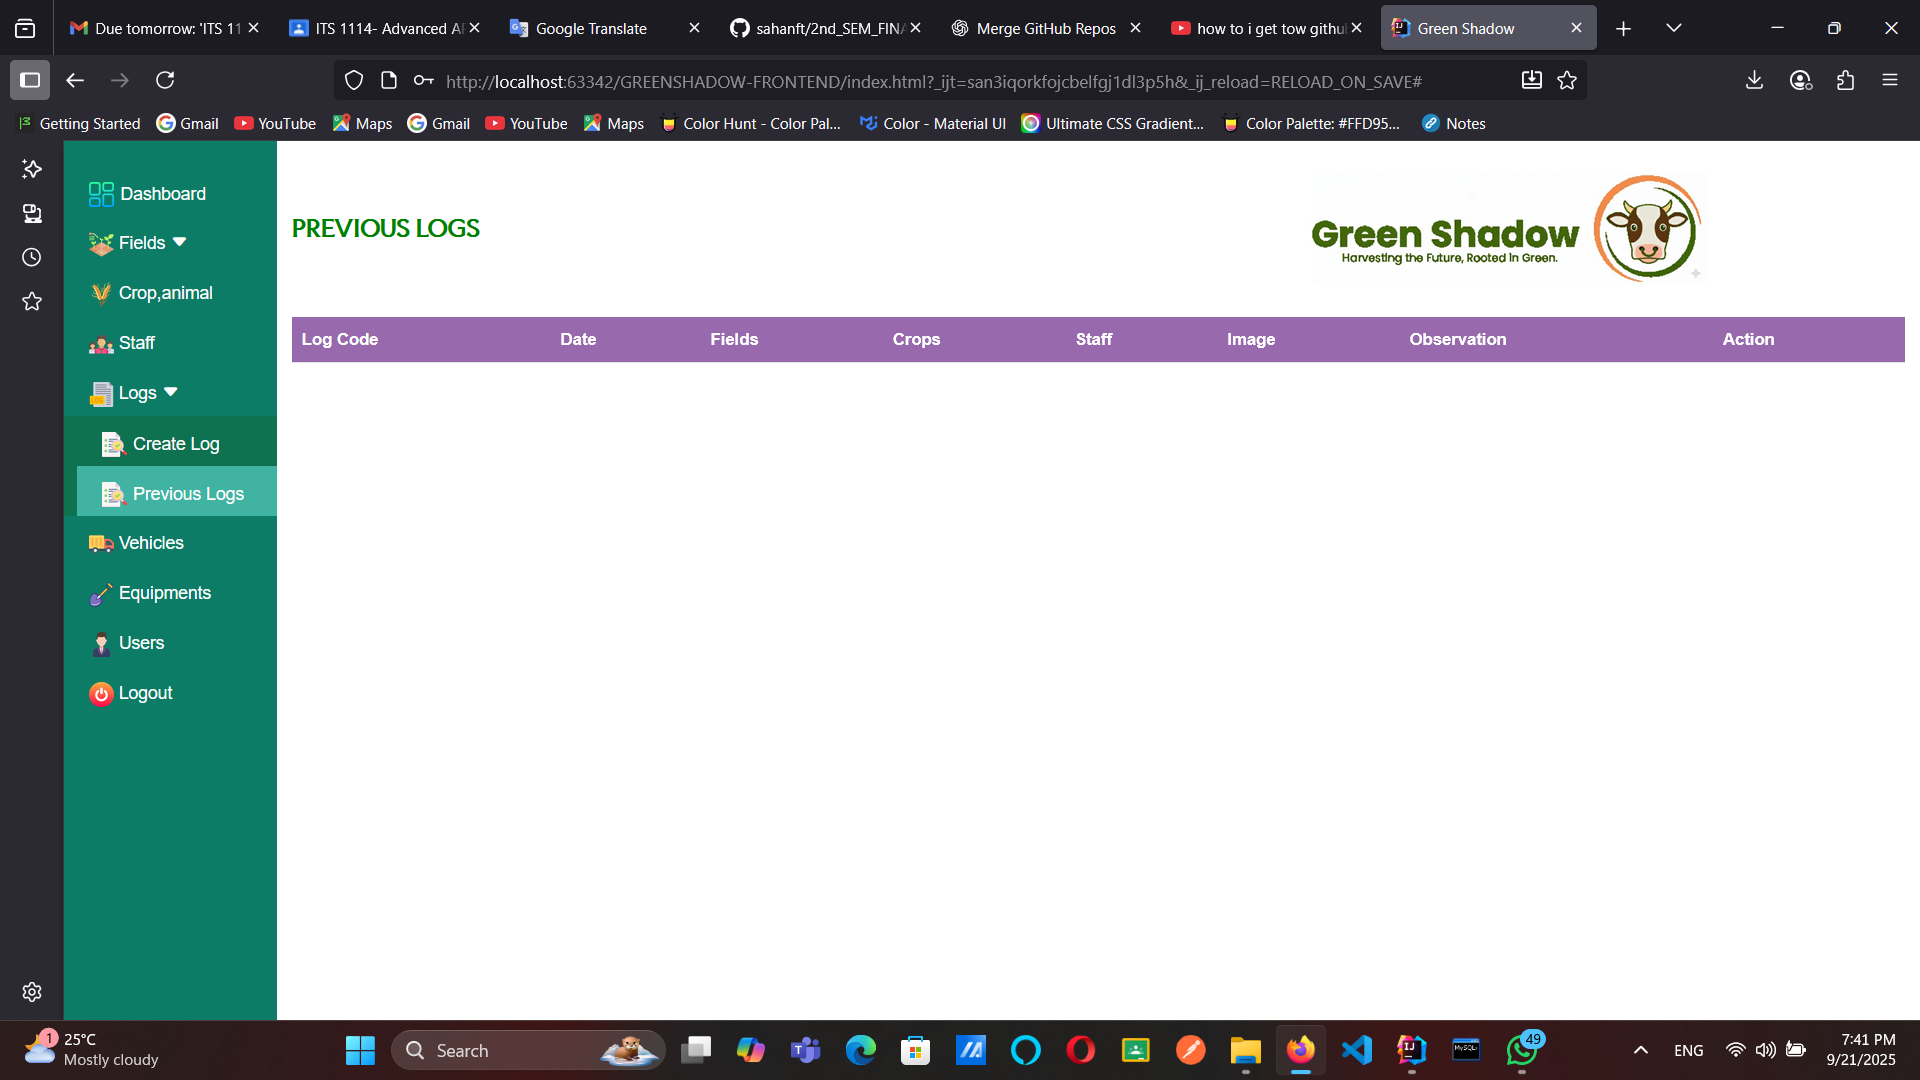 Due tomorrow: 'ITS 11
ITS 1114- Advanced AP
Google Translate
sahanft/2nd_SEM_FINA
Merge GitHub Repos
how to i get tow githu
Green Shadow
http://localhost:63342/GREENSHADOW-FRONTEND/index.html?_ijt=san3iqorkfojcbelfgj1dl3p5h&_ij_reload=RELOAD_ON_SAVE#
Getting Started
Gmail
YouTube
Maps
Gmail
YouTube
Maps
Color Hunt - Color Pal...
Color - Material UI
Ultimate CSS Gradient...
Color Palette: #FFD95...
Notes
Dashboard
Fields
Crop,animal
Staff
Logs
Create Log
Previous Logs
Vehicles
Equipments
Users
Logout
PREVIOUS LOGS
Green Shadow
Harvesting the Future, Rooted in Green.
Log Code Date Fields Crops Staff Image Observation Action
1
25°C
Mostly cloudy
Search
MySQL
49
ENG
7:41 PM
9/21/2025